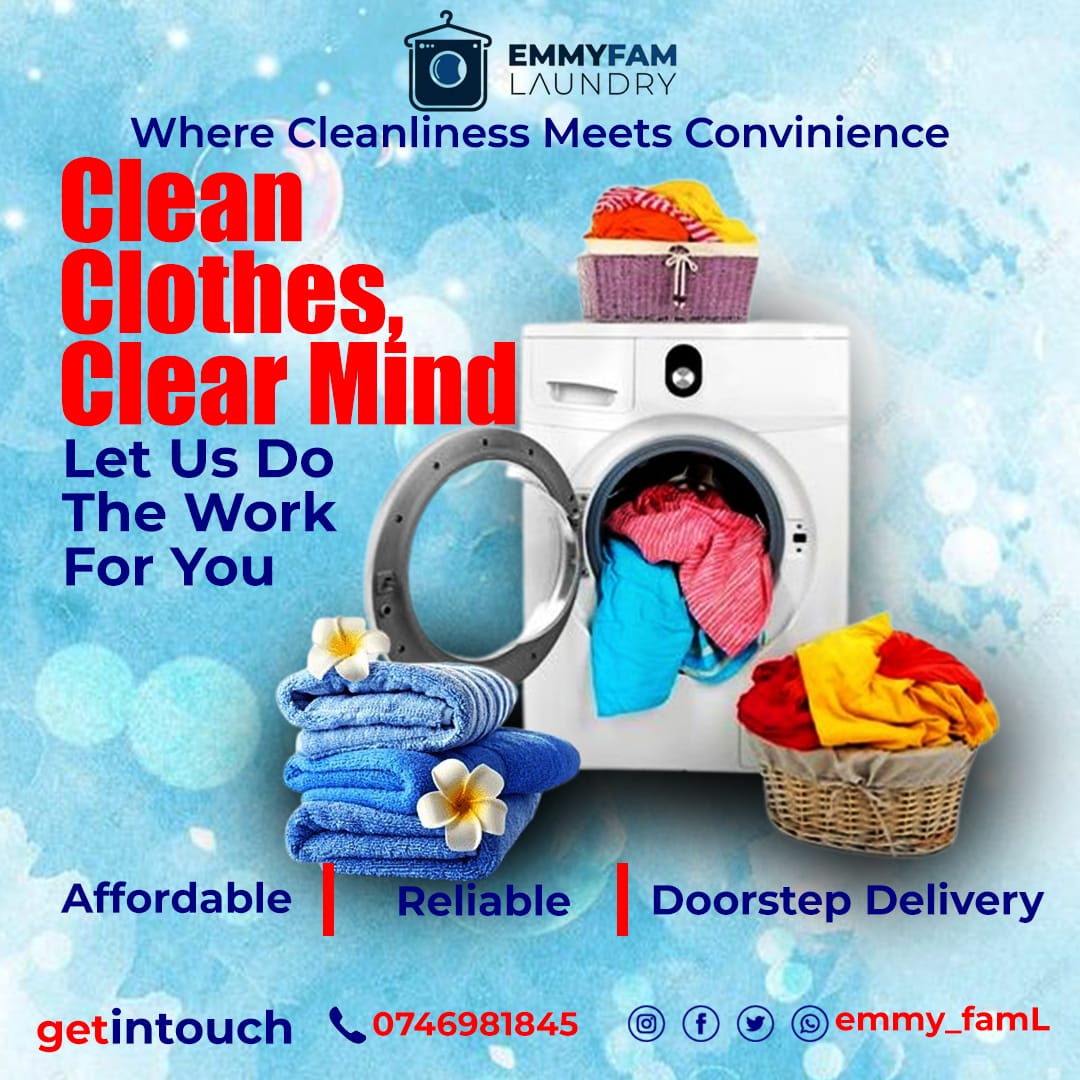 EMMYFAM
LAUNDRY
Where Cleanliness Meets Convinience
Clean
Clothes,
Clear Mind
Let Us Do
The Work
For You
Affordable | Reliable | Doorstep Delivery
getintouch 0746981845 emmy_famL